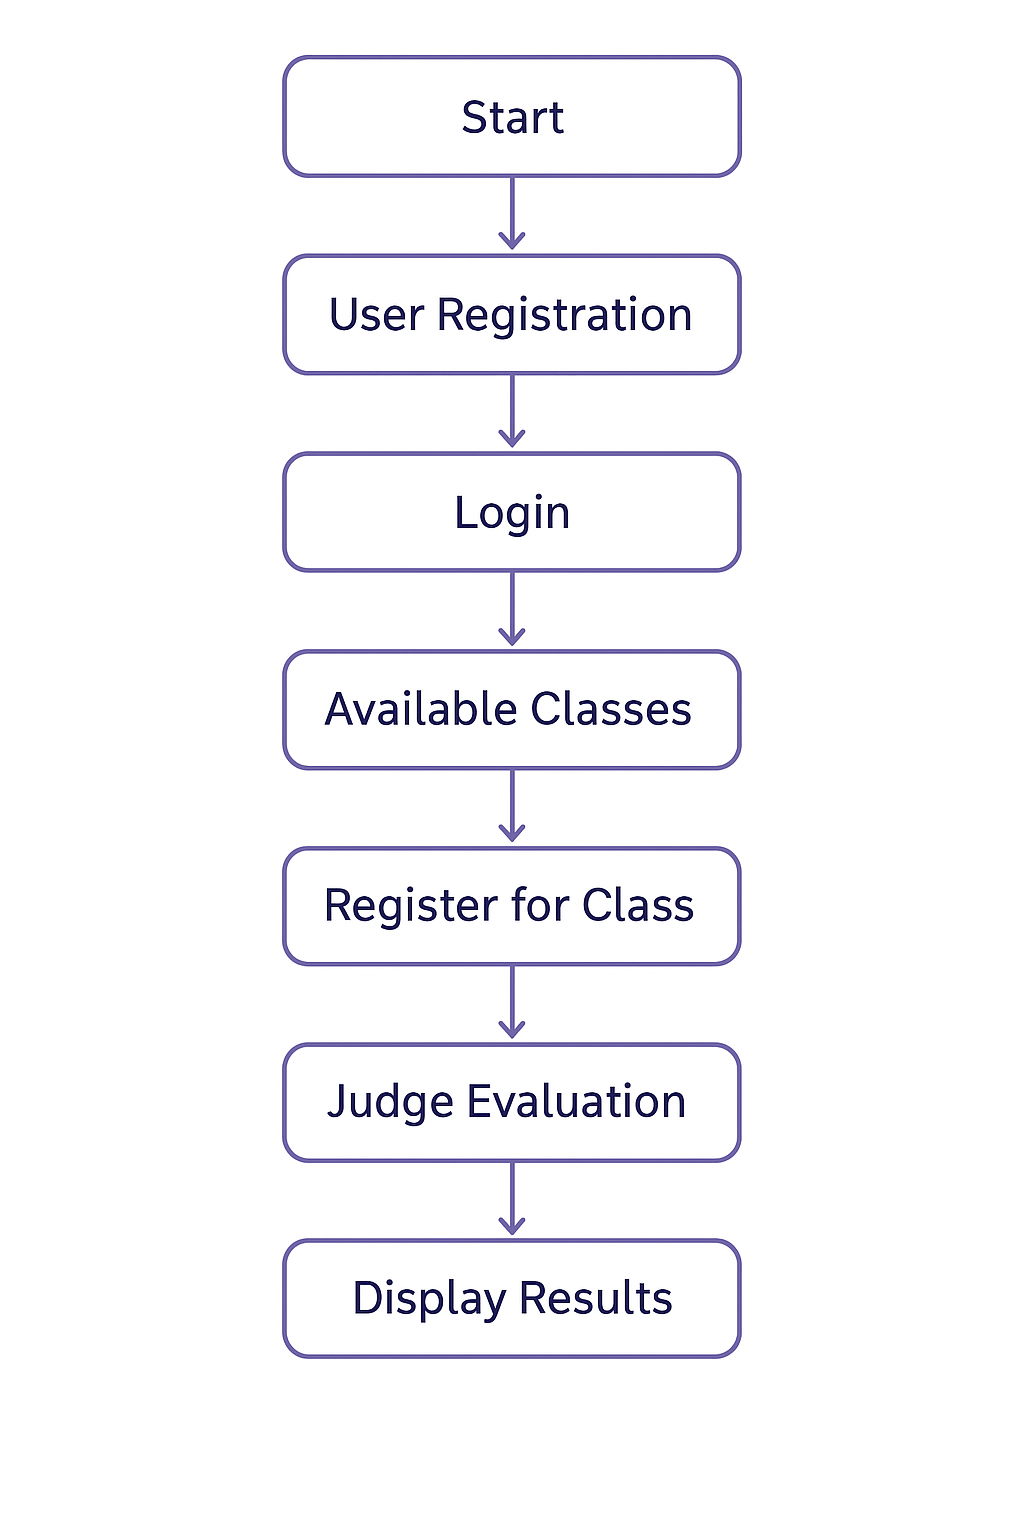 Start
User Registration
Login
Available Classes
Register for Class
Judge Evaluation
Display Results